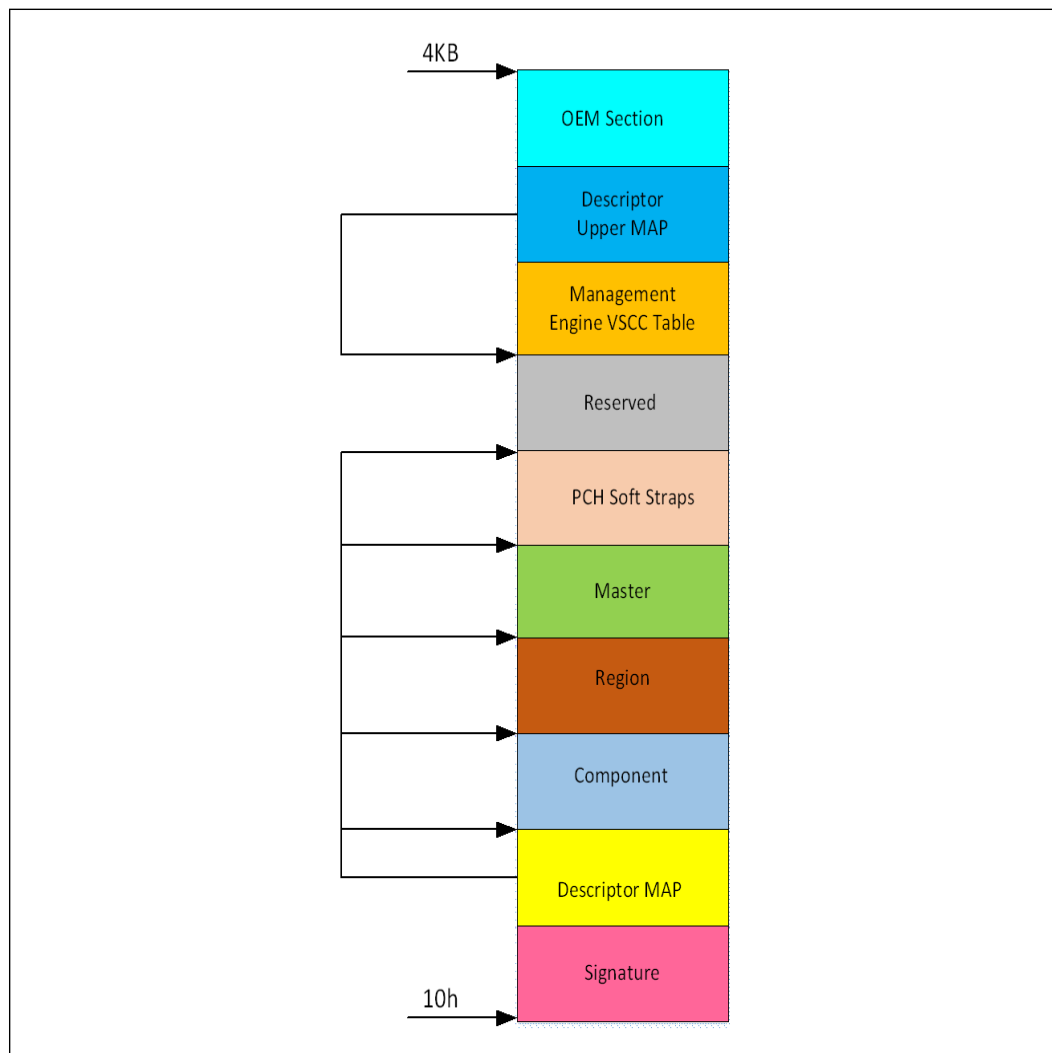 4KB
OEM Section
Descriptor
Upper MAP
Management
Engine VSCC Table
Reserved
PCH Soft Straps
Master
Region
Component
Descriptor MAP
Signature
10h